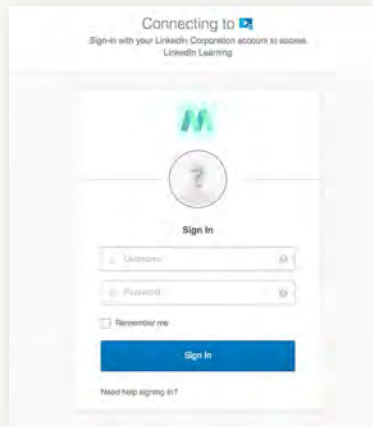 Connecting to
Sign-in with your LinkedIn Corporation account to access
LinkedIn Learning
Sign In
Username
Password
Remember me
Sign In
Need help signing in?